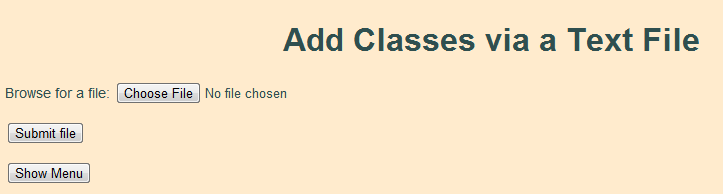 Add Classes via a Text File
Browse for a file: Choose File No file chosen
Submit file
Show Menu